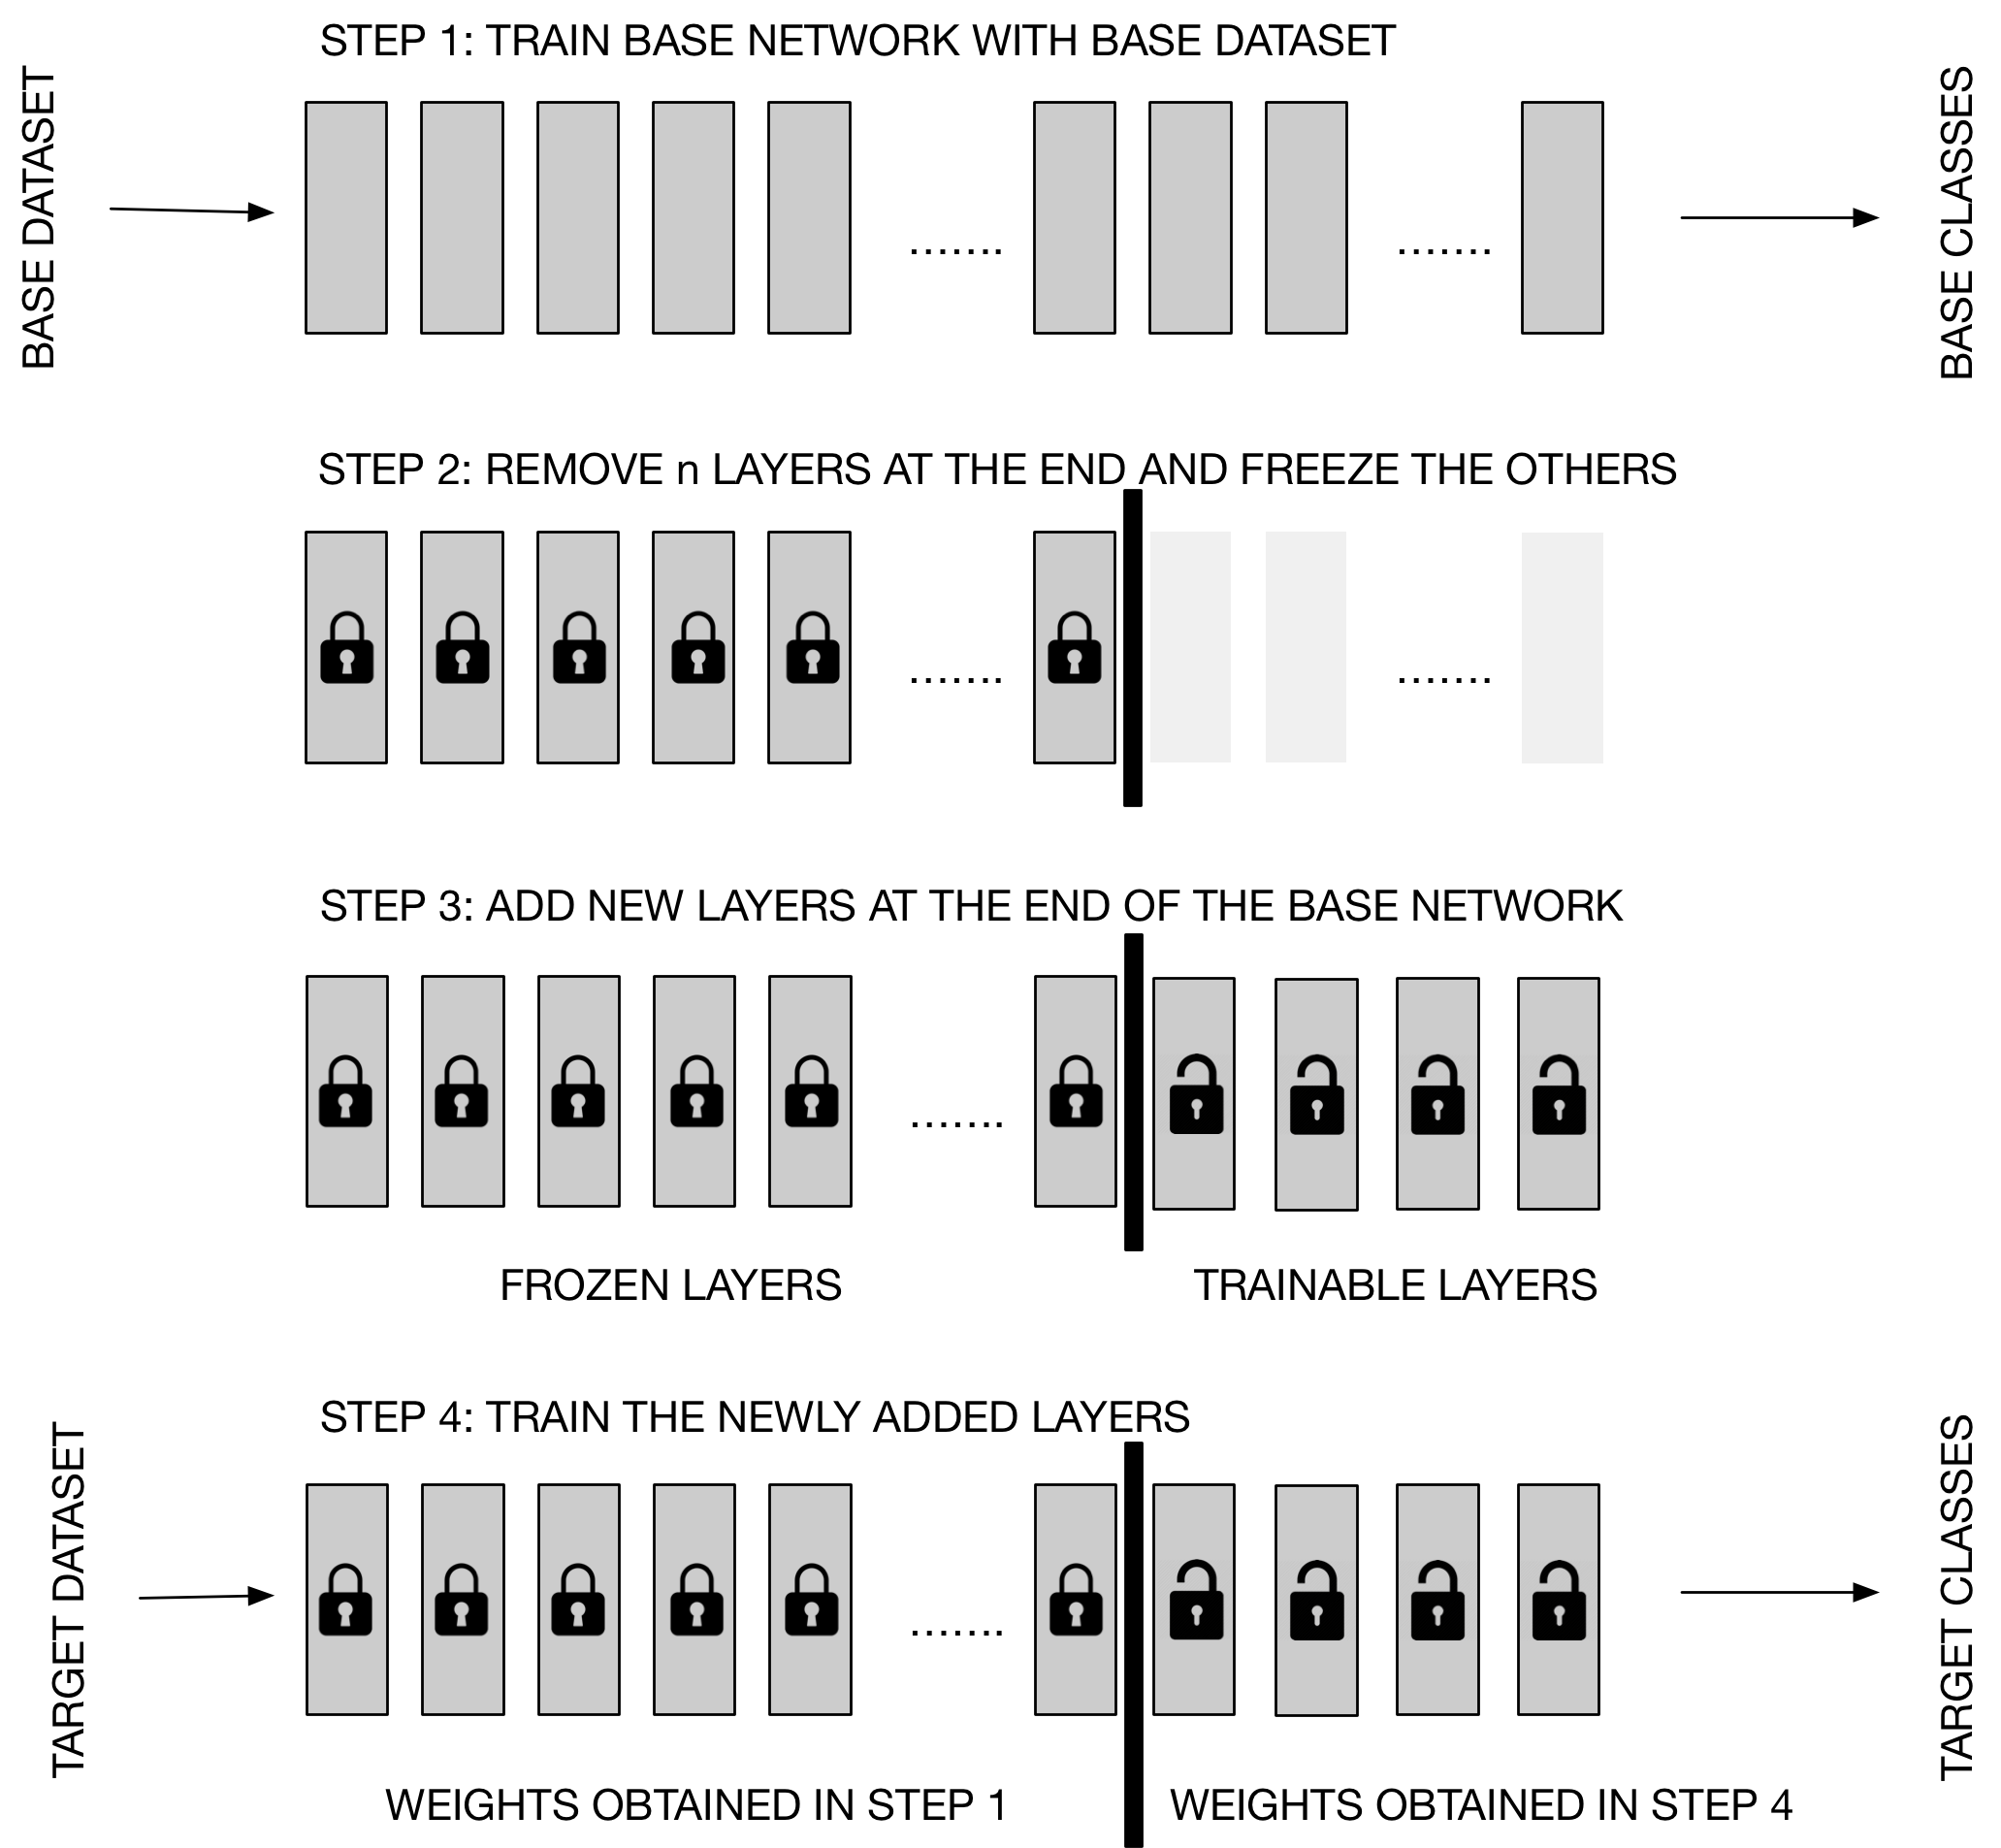 STEP 1: TRAIN BASE NETWORK WITH BASE DATASET
BASE DATASET
.......
.......
BASE CLASSES
STEP 2: REMOVE n LAYERS AT THE END AND FREEZE THE OTHERS
.......
.......
STEP 3: ADD NEW LAYERS AT THE END OF THE BASE NETWORK
.......
FROZEN LAYERS
TRAINABLE LAYERS
STEP 4: TRAIN THE NEWLY ADDED LAYERS
TARGET DATASET
.......
TARGET CLASSES
WEIGHTS OBTAINED IN STEP 1
WEIGHTS OBTAINED IN STEP 4